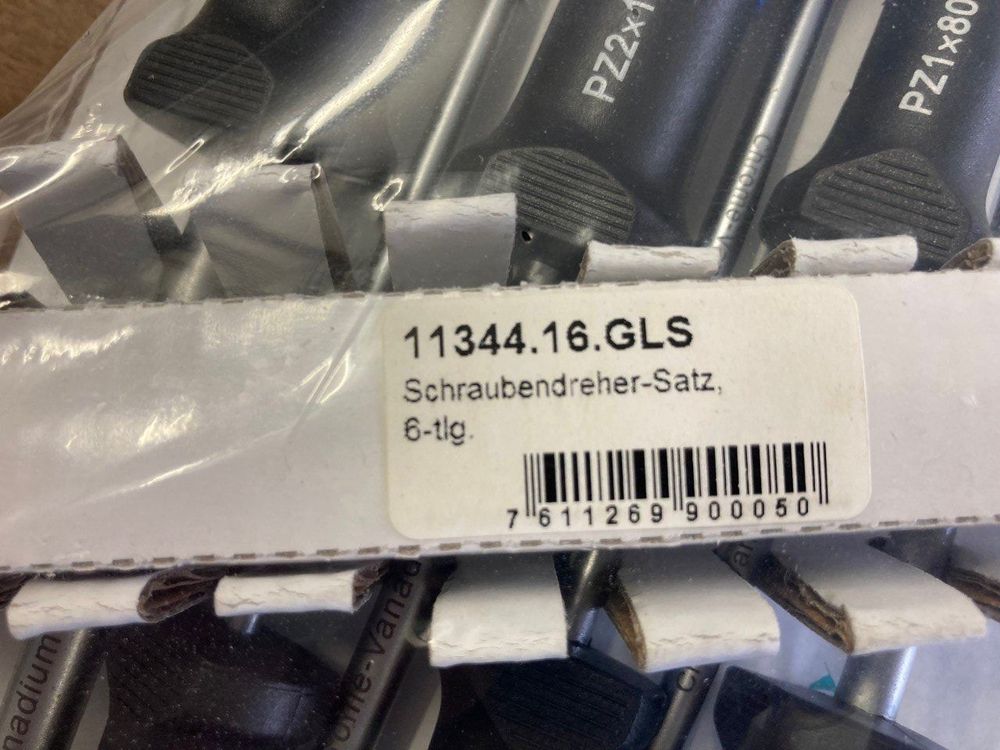 PZ2x1
PZ1x80
11344.16.GLS
Schraubendreher-Satz,
6-tlg.
7 611269 900050